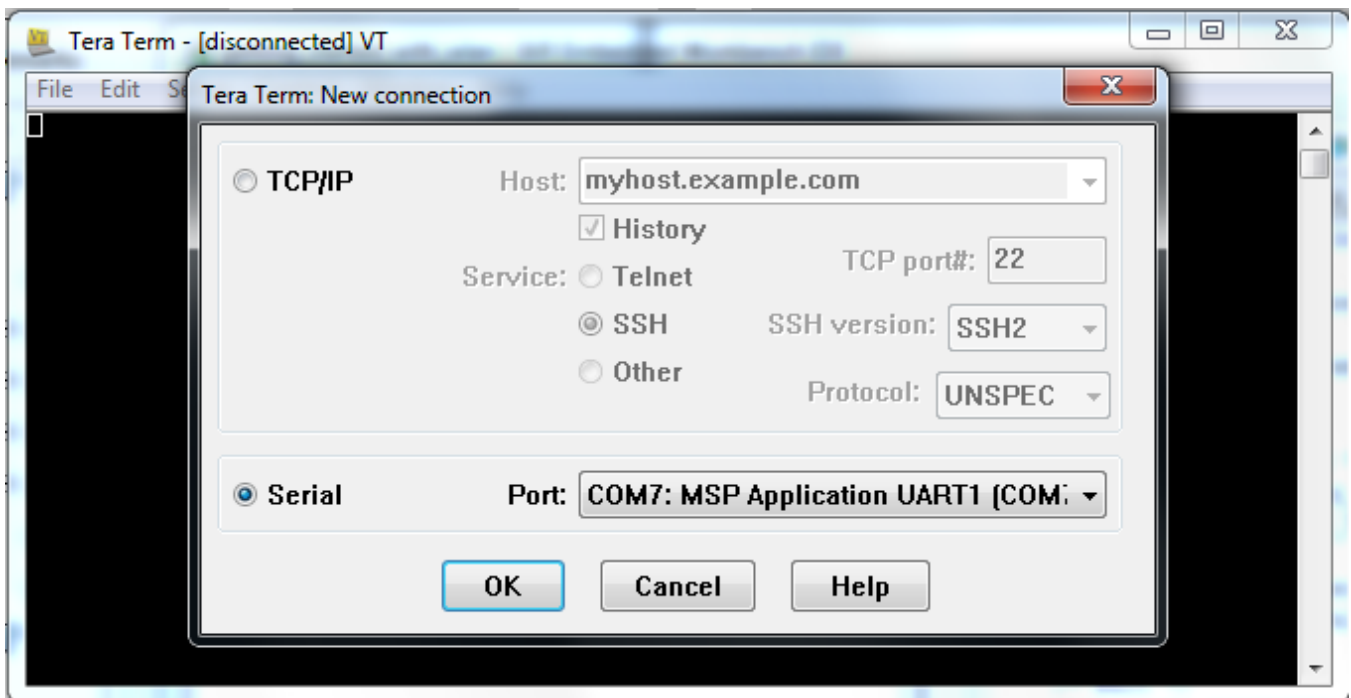 Tera Term - [disconnected] VT
File Edit
Tera Term: New connection
TCP/IP Host: myhost.example.com
History
Service: Telnet TCP port#: 22
SSH SSH version: SSH2
Other Protocol: UNSPEC
Serial Port: COM7: MSP Application UART1 (COM7
OK Cancel Help